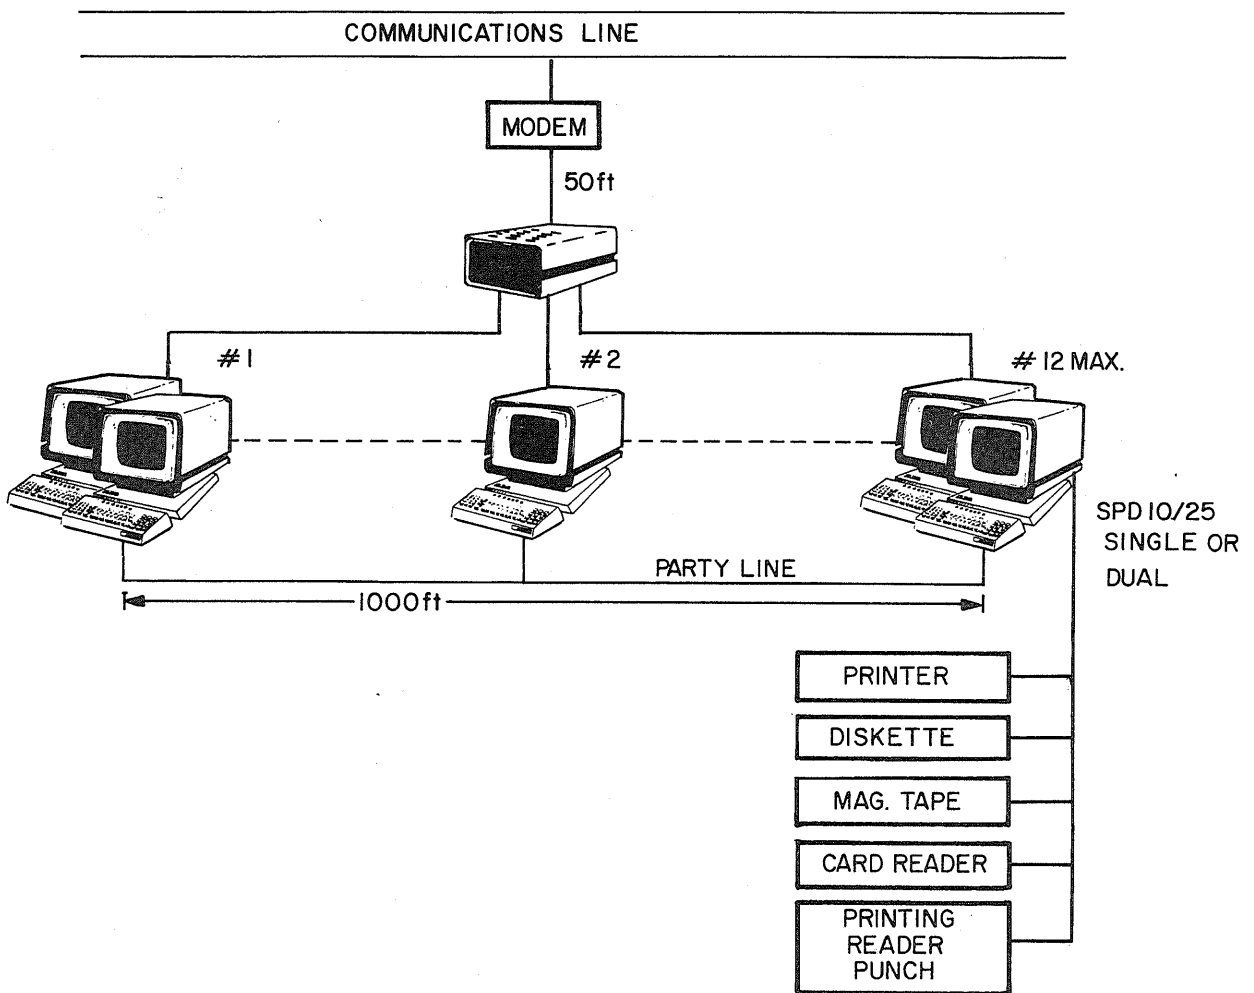 COMMUNICATIONS LINE
MODEM
50ft
#1
#2
#12 MAX.
SPD 10/25
SINGLE OR
DUAL
PARTY LINE
1000ft
PRINTER
DISKETTE
MAG. TAPE
CARD READER
PRINTING
READER
PUNCH